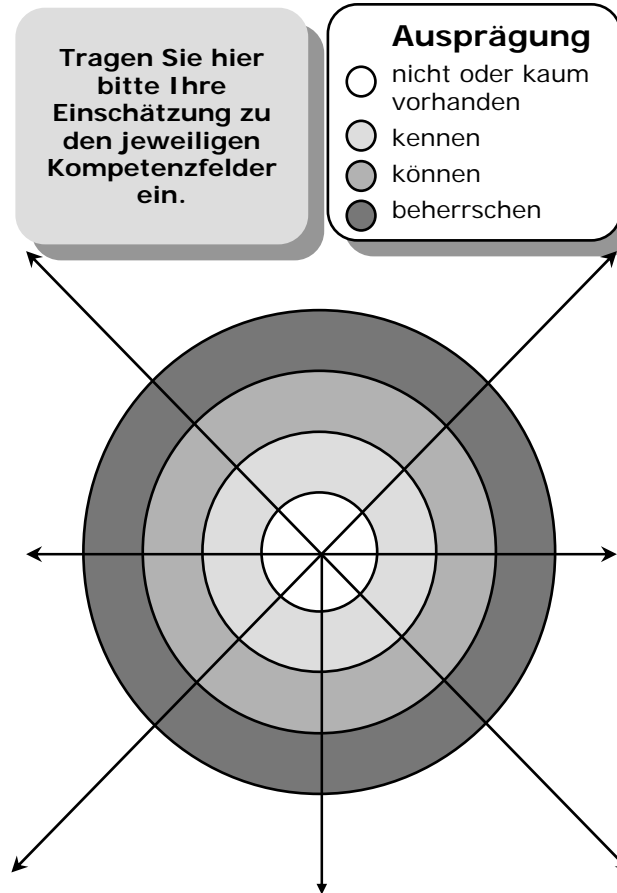 Tragen Sie hier
bitte Ihre
Einschätzung zu
den jeweiligen
Kompetenzfelder
ein.
Ausprägung
nicht oder kaum
vorhanden
kennen
können
beherrschen